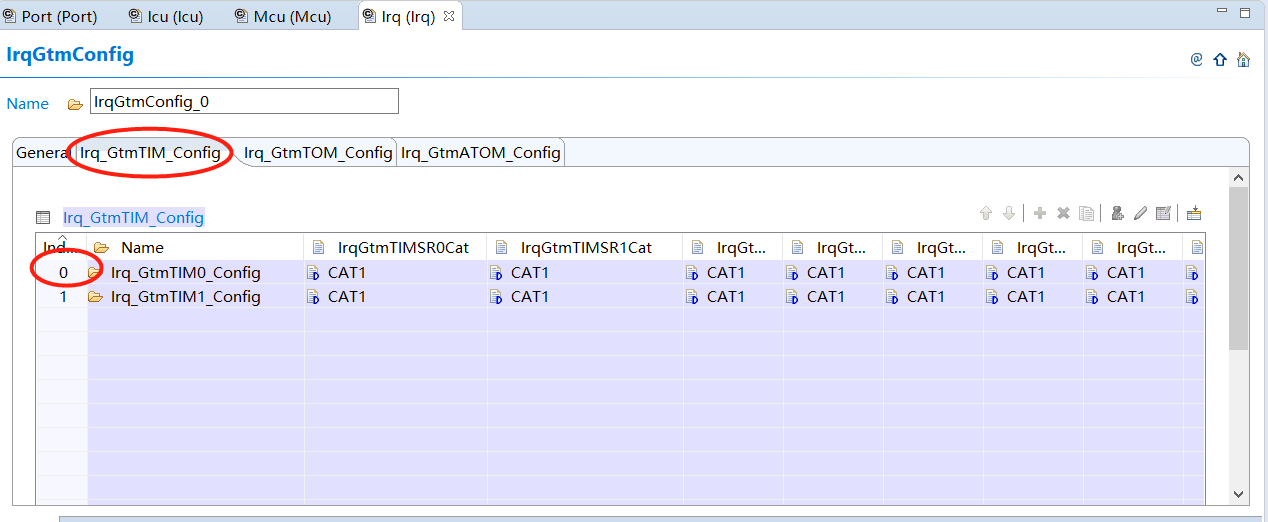 Port (Port) Icu (Icu) Mcu (Mcu) Irq (Irq)
IrqGtmConfig
Name IrqGtmConfig_0
General Irq_GtmTIM_Config Irq_GtmTOM_Config Irq_GtmATOM_Config
Irq_GtmTIM_Config
Ind... Name IrqGtmTIMSR0Cat IrqGtmTIMSR1Cat IrqGt... IrqGt... IrqGt... IrqGt... IrqGt...
0 Irq_GtmTIM0_Config CAT1 CAT1 CAT1 CAT1 CAT1 CAT1 CAT1
1 Irq_GtmTIM1_Config CAT1 CAT1 CAT1 CAT1 CAT1 CAT1 CAT1